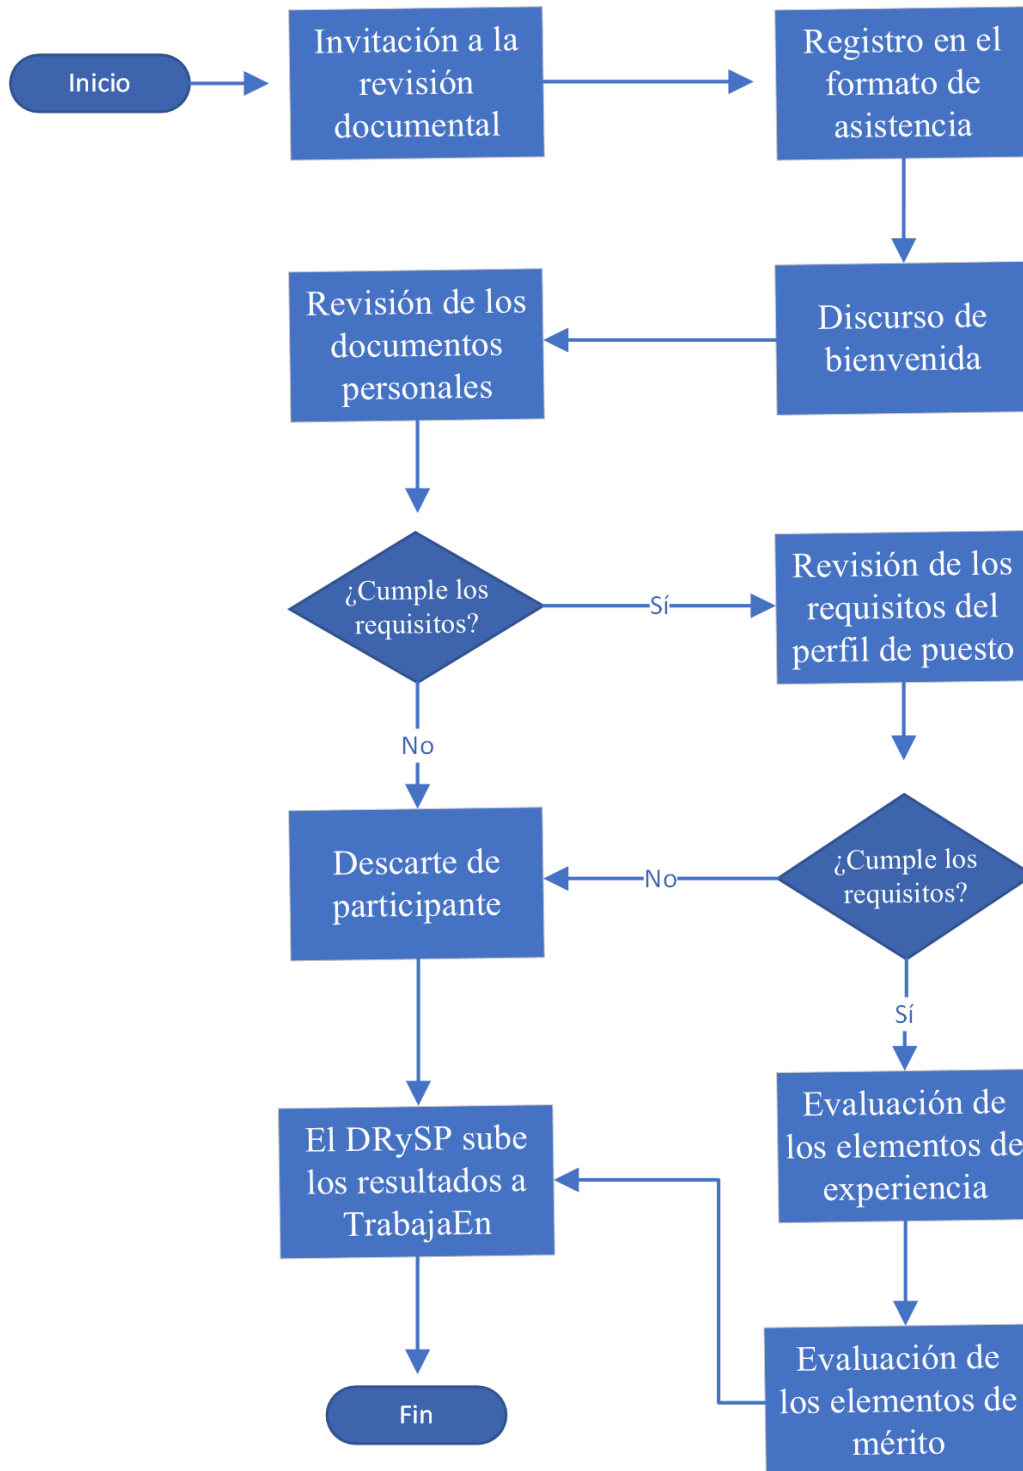 Inicio
Invitación a la
revisión
documental
Registro en el
formato de
asistencia
Discurso de
bienvenida
Revisión de los
documentos
personales
¿Cumple los
requisitos?
Sí
No
Revisión de los
requisitos del
perfil de puesto
¿Cumple los
requisitos?
No
Sí
Descarte de
participante
Evaluación de
los elementos de
experiencia
Evaluación de
los elementos de
mérito
El DRySP sube
los resultados a
TrabajaEn
Fin